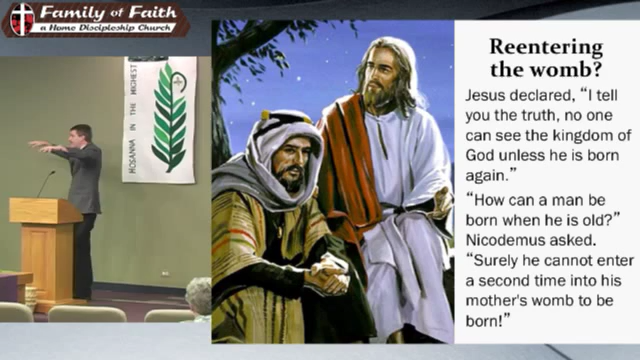 Family of Faith
a Home Discipleship Church
HOSANNA IN THE HIGHEST
Reentering
the womb?
Jesus declared, “I tell
you the truth, no one
can see the kingdom of
God unless he is born
again.”
“How can a man be
born when he is old?”
Nicodemus asked.
“Surely he cannot enter
a second time into his
mother's womb to be
born!”